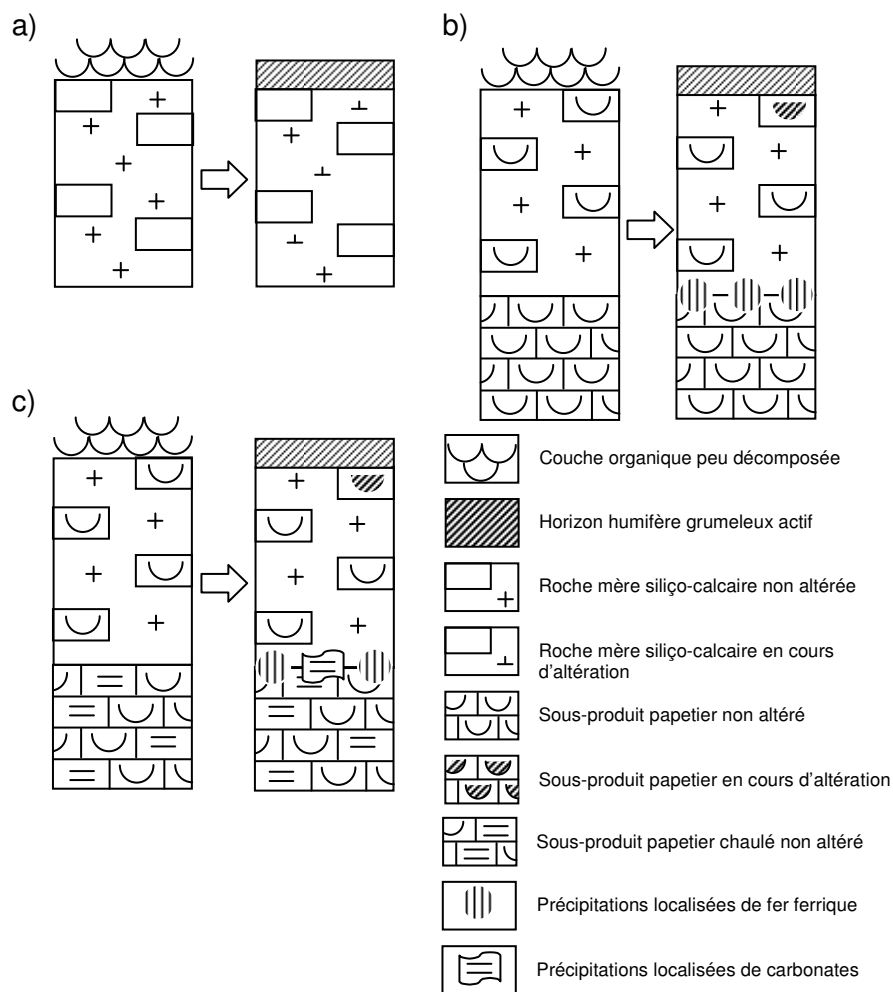 a)
b)
c)
Couche organique peu décomposée
Horizon humifère grumeleux actif
Roche mère siliço-calcaire non altérée
Roche mère siliço-calcaire en cours
d'altération
Sous-produit papetier non altéré
Sous-produit papetier en cours d'altération
Sous-produit papetier chaulé non altéré
Précipitations localisées de fer ferrique
Précipitations localisées de carbonates